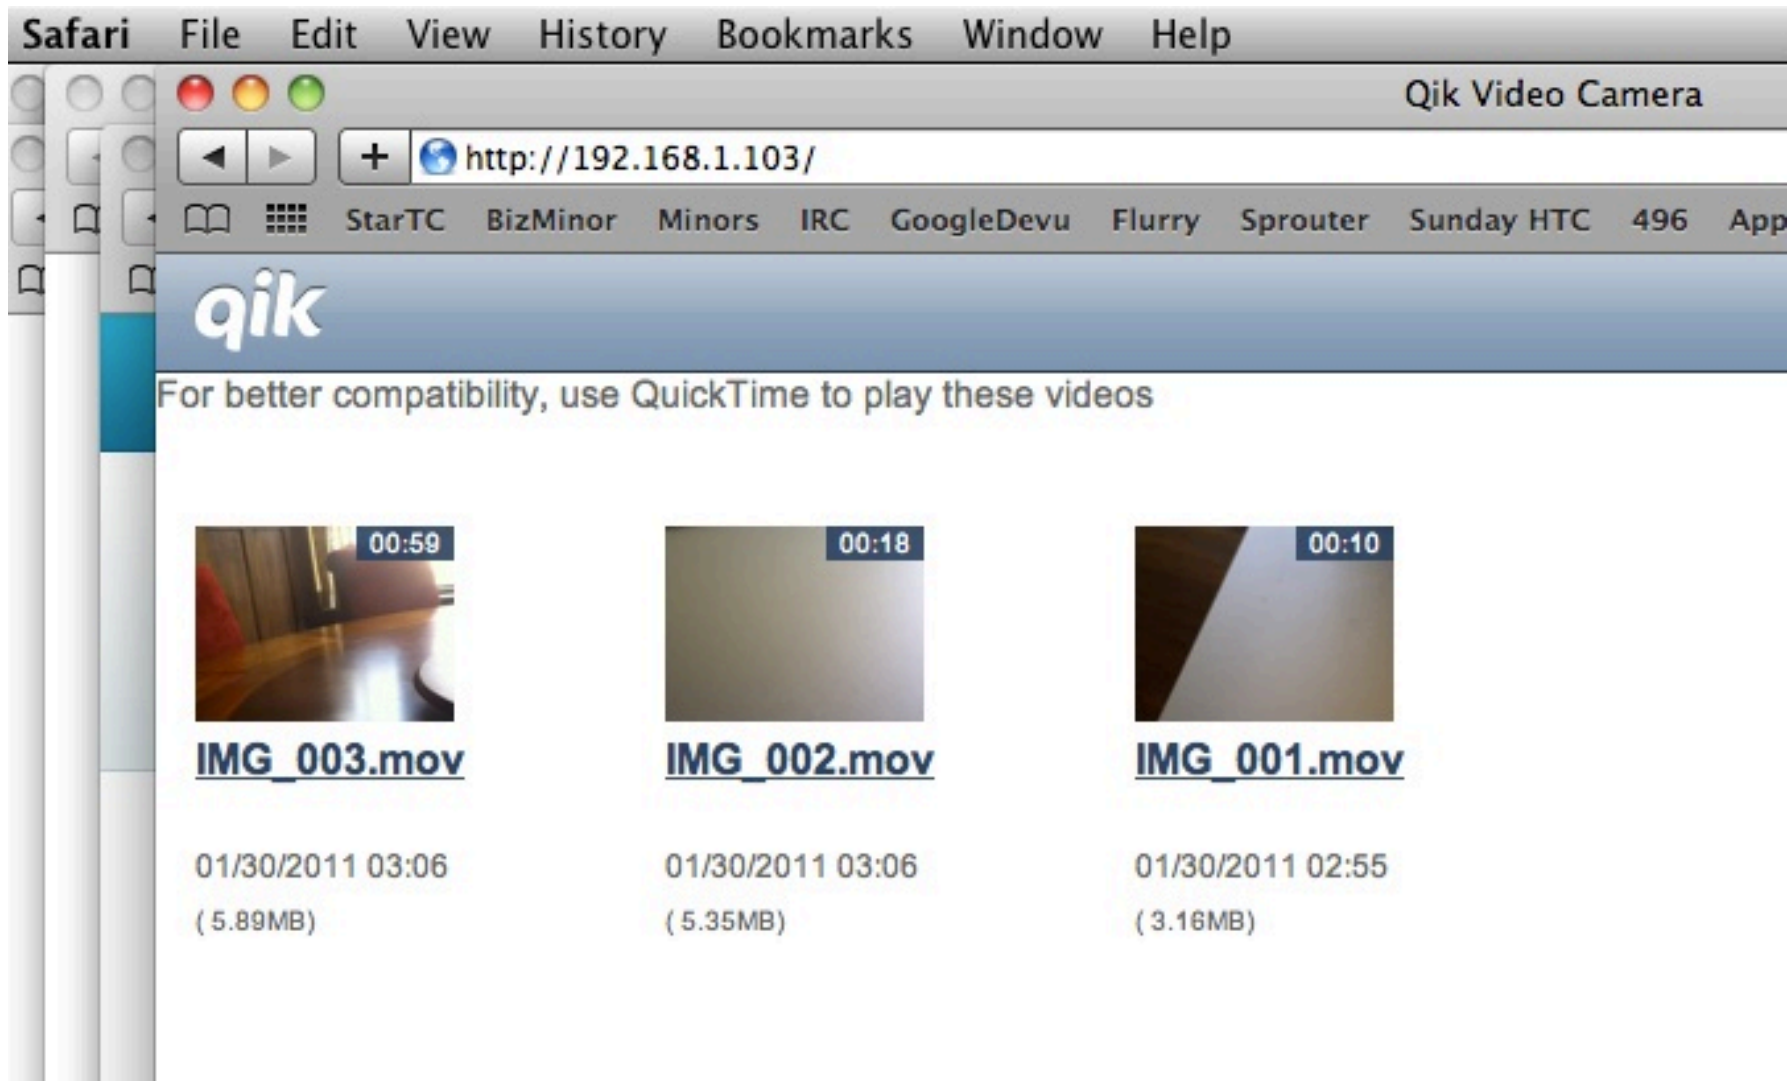 Safari File Edit View History Bookmarks Window Help
Qik Video Camera
http://192.168.1.103/
StarTC BizMinor Minors IRC GoogleDevu Flurry Sprouter Sunday HTC 496 App
qik
For better compatibility, use QuickTime to play these videos
00:59 00:18 00:10
IMG_003.mov IMG_002.mov IMG_001.mov
01/30/2011 03:06 01/30/2011 03:06 01/30/2011 02:55
( 5.89MB) ( 5.35MB) ( 3.16MB)